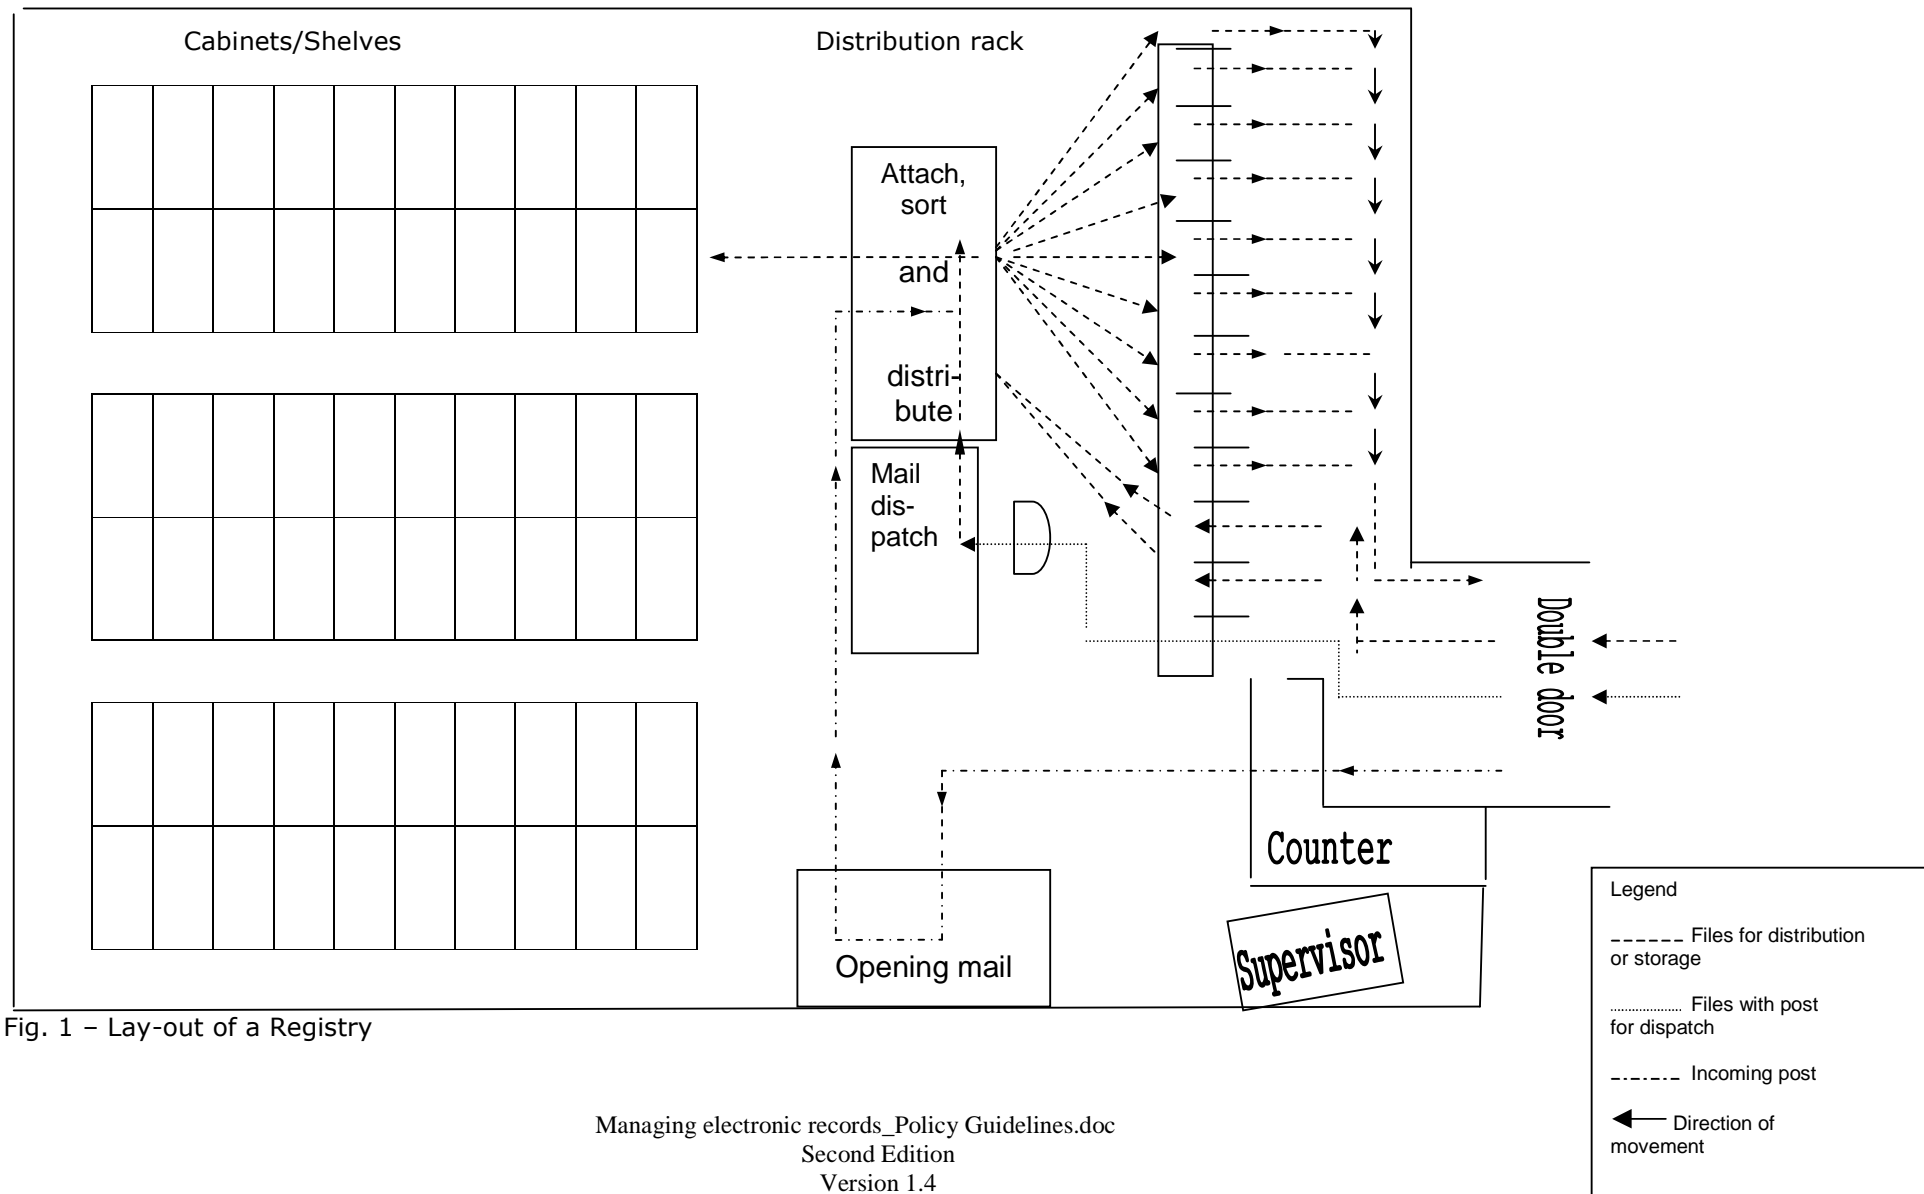 Cabinets/Shelves
Distribution rack
Attach,
sort
and
distri-
bute
Mail
dis-
patch
Double door
Counter
Supervisor
Opening mail
Legend
Files for distribution
or storage
Files with post
for dispatch
Incoming post
Direction of
movement
Fig. 1 – Lay-out of a Registry
Managing electronic records_Policy Guidelines.doc
Second Edition
Version 1.4